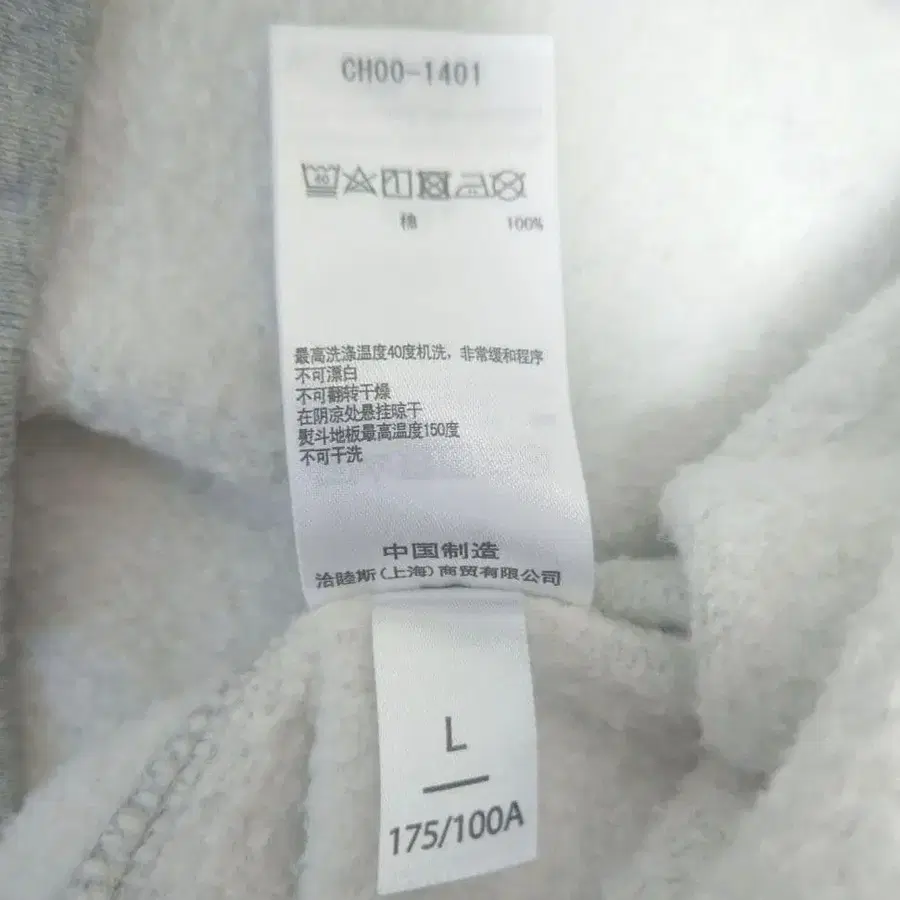 CH00-1401
40
棉 100%
最高洗涤温度40度机洗，非常缓和程序
不可漂白
不可翻转干燥
在阴凉处悬挂晾干
熨斗地板最高温度150度
不可干洗
中国制造
洽睦斯(上海)商贸有限公司
L
175/100A